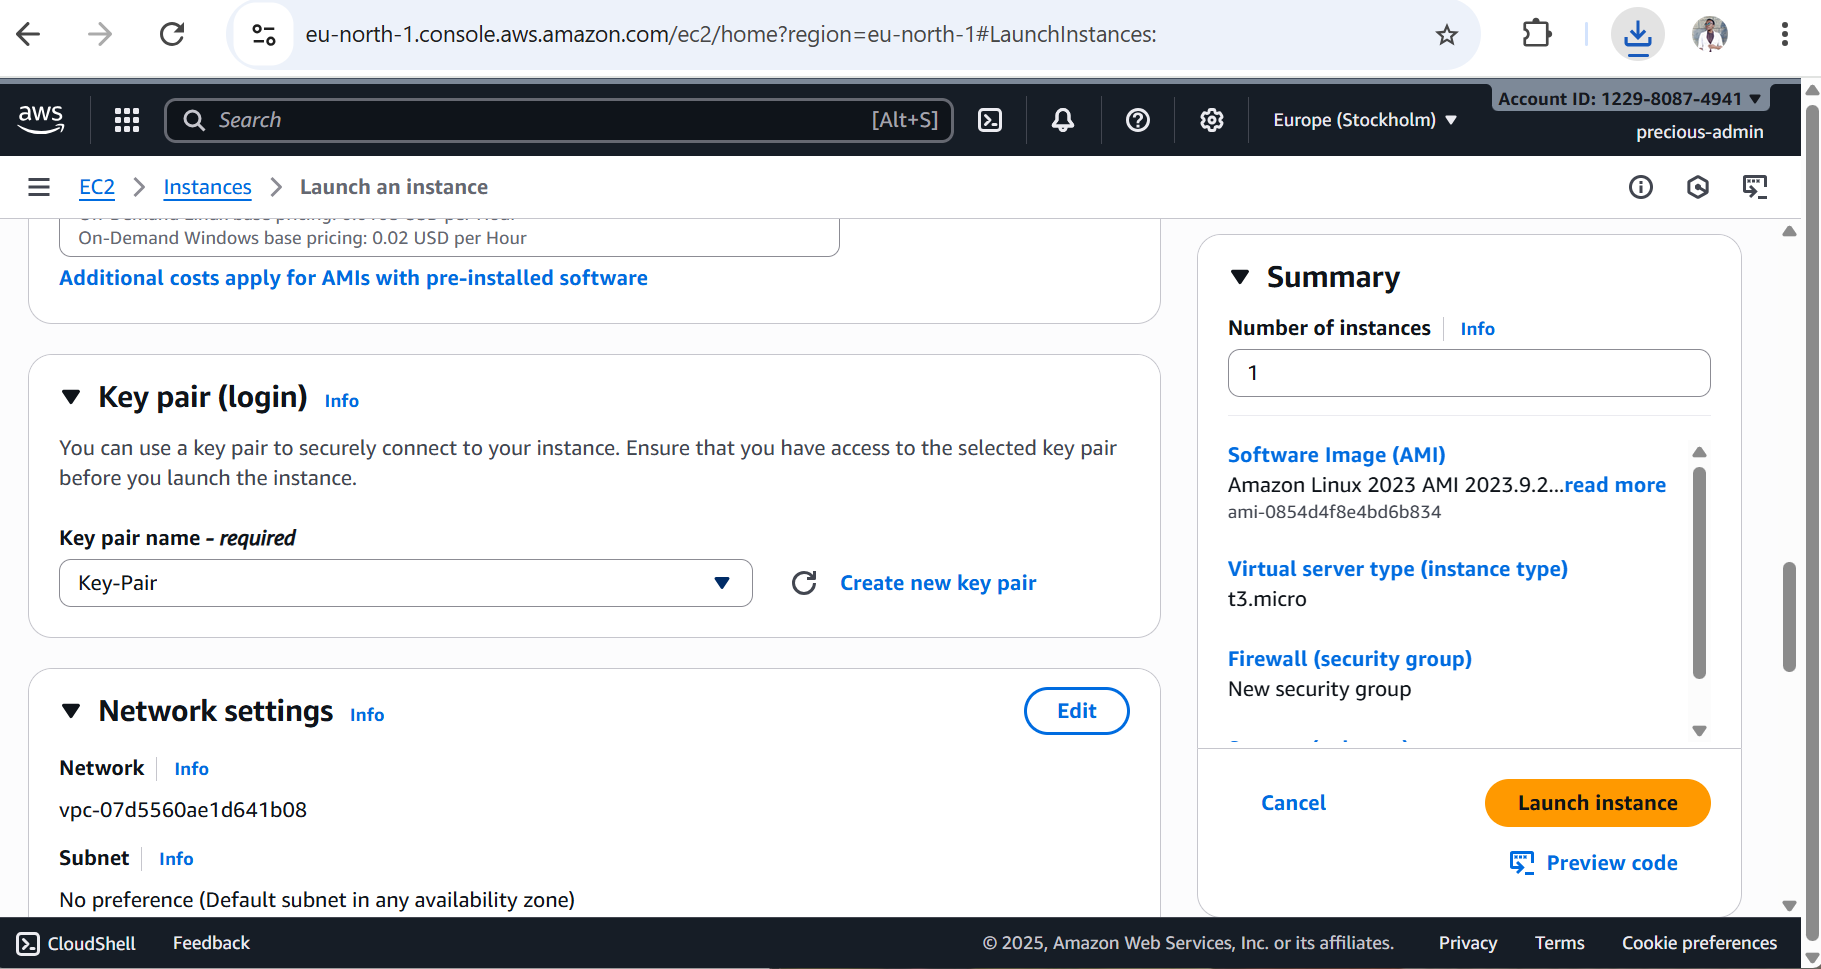 eu-north-1.console.aws.amazon.com/ec2/home?region=eu-north-1#LaunchInstances:
aws
Search
[Alt+S]
Europe (Stockholm)
Account ID: 1229-8087-4941
precious-admin
EC2
Instances
Launch an instance
On-Demand Windows base pricing: 0.02 USD per Hour
Additional costs apply for AMIs with pre-installed software
Key pair (login) Info
You can use a key pair to securely connect to your instance. Ensure that you have access to the selected key pair
before you launch the instance.
Key pair name - required
Key-Pair
Create new key pair
Network settings Info
Edit
Network Info
vpc-07d5560ae1d641b08
Subnet Info
No preference (Default subnet in any availability zone)
Summary
Number of instances Info
1
Software Image (AMI)
Amazon Linux 2023 AMI 2023.9.2...read more
ami-0854d4f8e4bd6b834
Virtual server type (instance type)
t3.micro
Firewall (security group)
New security group
Cancel
Launch instance
Preview code
CloudShell
Feedback
© 2025, Amazon Web Services, Inc. or its affiliates.
Privacy
Terms
Cookie preferences